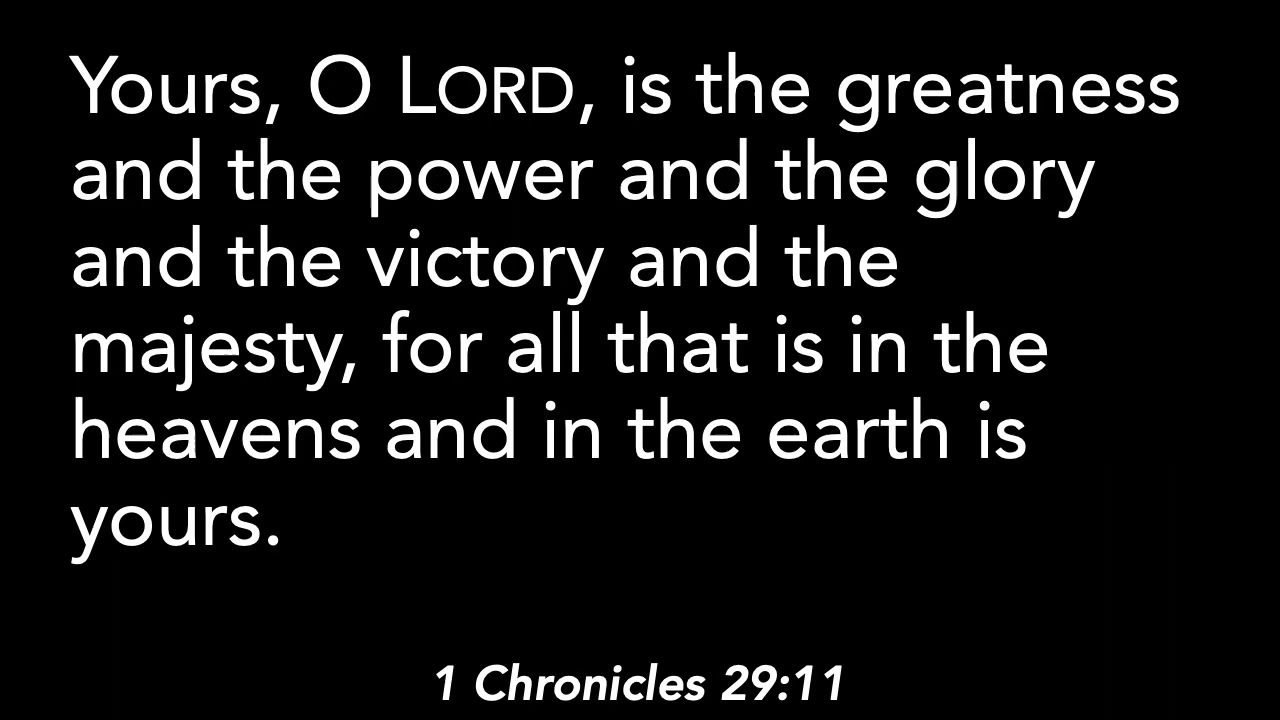 Yours, O LORD, is the greatness
and the power and the glory
and the victory and the
majesty, for all that is in the
heavens and in the earth is
yours.
1 Chronicles 29:11